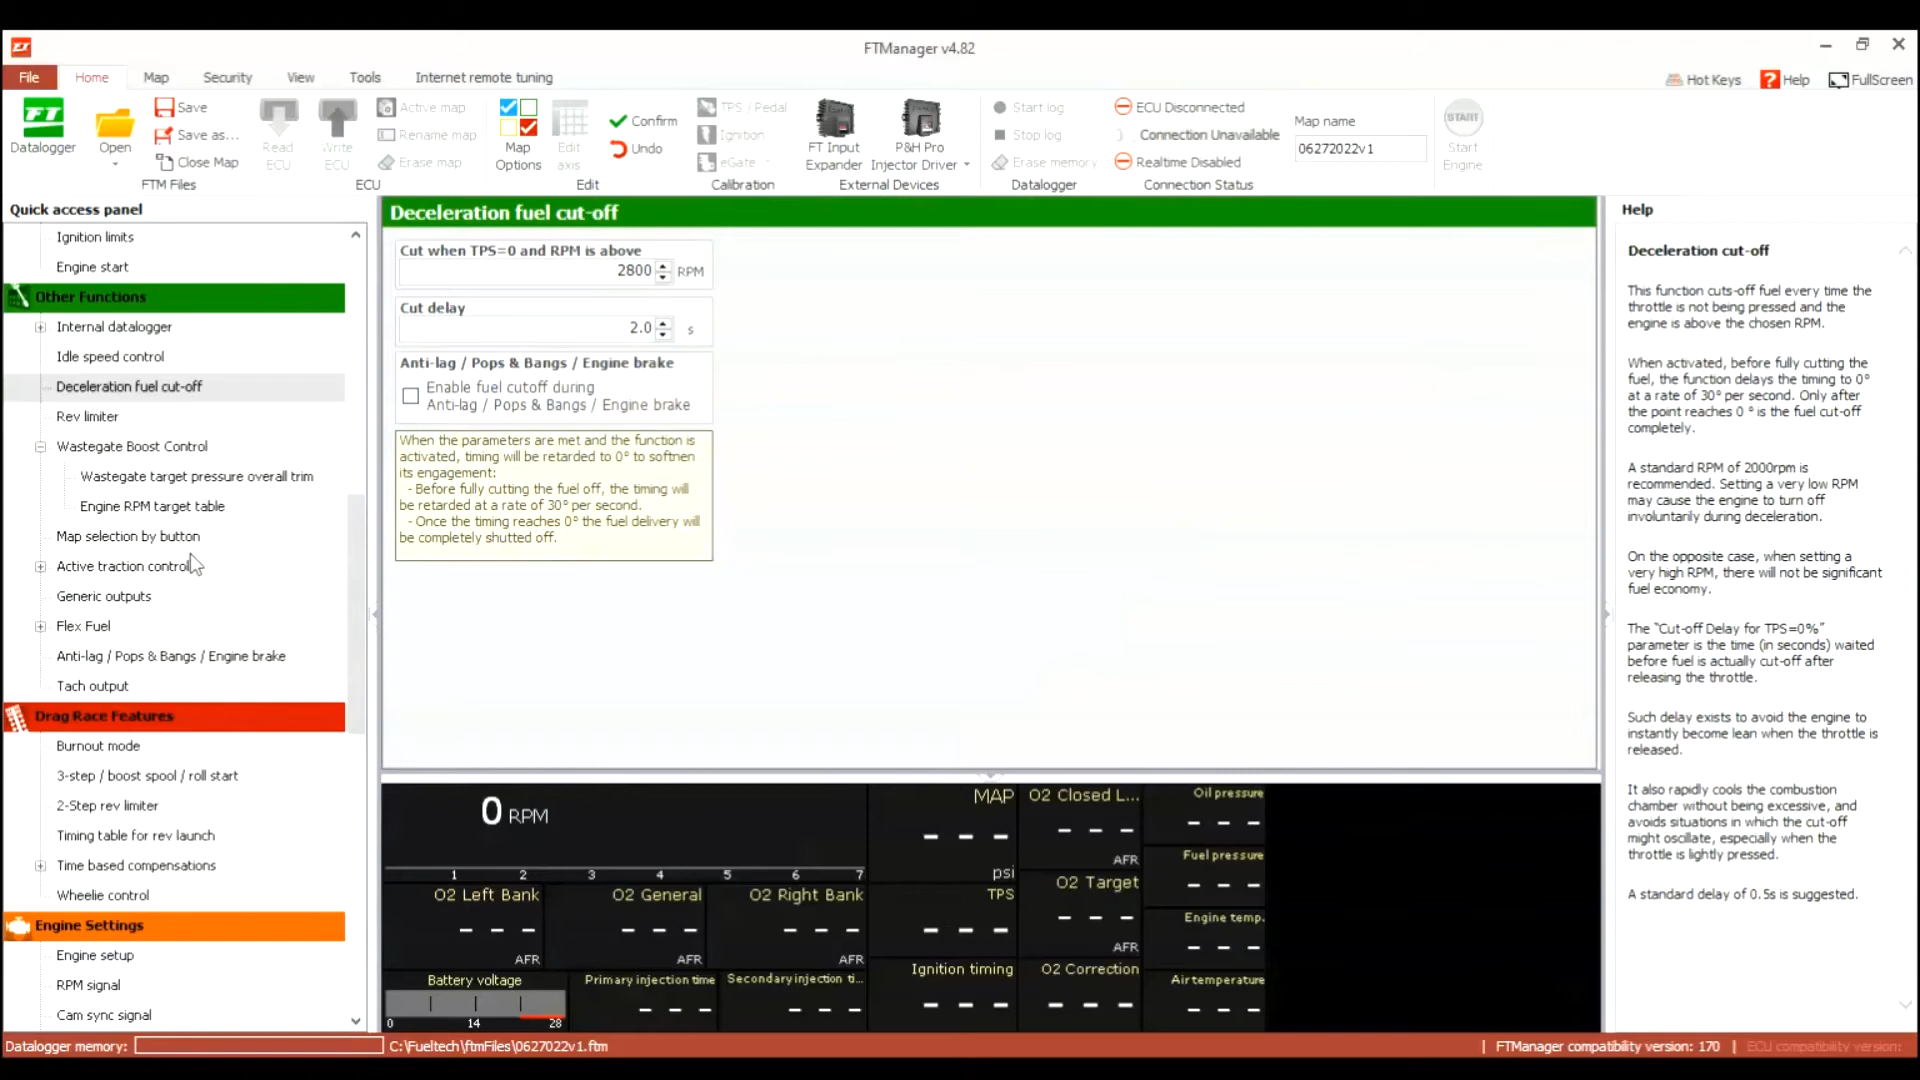 FTManager v4.82
File
Home
Map
Security
View
Tools
Internet remote tuning
Hot Keys
Help
FullScreen
Datalogger
Open
Save
Save as...
Close Map
FTM Files
Read ECU
Write ECU
Active map
Rename map
Erase map
ECU
Map Options
Edit axis
Confirm
Undo
Edit
TPS / Pedal
Ignition
eGate
Calibration
FT Input Expander
P&H Pro Injector Driver
External Devices
Start log
Stop log
Erase memory
Datalogger
ECU Disconnected
Connection Unavailable
Realtime Disabled
Connection Status
Map name
06272022v1
START
Start Engine
Quick access panel
Ignition limits
Engine start
Other Functions
Internal datalogger
Idle speed control
Deceleration fuel cut-off
Rev limiter
Wastegate Boost Control
Wastegate target pressure overall trim
Engine RPM target table
Map selection by button
Active traction control
Generic outputs
Flex Fuel
Anti-lag / Pops & Bangs / Engine brake
Tach output
Drag Race Features
Burnout mode
3-step / boost spool / roll start
2-Step rev limiter
Timing table for rev launch
Time based compensations
Wheelie control
Engine Settings
Engine setup
RPM signal
Cam sync signal
Deceleration fuel cut-off
Cut when TPS=0 and RPM is above
2800 RPM
Cut delay
2.0 s
Anti-lag / Pops & Bangs / Engine brake
Enable fuel cutoff during
Anti-lag / Pops & Bangs / Engine brake
When the parameters are met and the function is
activated, timing will be retarded to 0° to softnen
its engagement:
- Before fully cutting the fuel off, the timing will
be retarded at a rate of 30° per second.
- Once the timing reaches 0° the fuel delivery will
be completely shutted off.
Help
Deceleration cut-off
This function cuts-off fuel every time the
throttle is not being pressed and the
engine is above the chosen RPM.
When activated, before fully cutting the
fuel, the function delays the timing to 0°
at a rate of 30° per second. Only after
the point reaches 0 ° is the fuel cut-off
completely.
A standard RPM of 2000rpm is
recommended. Setting a very low RPM
may cause the engine to turn off
involuntarily during deceleration.
On the opposite case, when setting a
very high RPM, there will not be significant
fuel economy.
The "Cut-off Delay for TPS=0%"
parameter is the time (in seconds) waited
before fuel is actually cut-off after
releasing the throttle.
Such delay exists to avoid the engine to
instantly become lean when the throttle is
released.
It also rapidly cools the combustion
chamber without being excessive, and
avoids situations in which the cut-off
might oscillate, especially when the
throttle is lightly pressed.
A standard delay of 0.5s is suggested.
0 RPM
1 2 3 4 5 6 7
O2 Left Bank
- - -
AFR
O2 General
- - -
AFR
O2 Right Bank
- - -
AFR
Battery voltage
0 14 28
Primary injection time
- - -
Secondary injection ti...
- - -
MAP
- - -
psi
TPS
- - -
Ignition timing
- - -
O2 Closed L...
- - -
AFR
O2 Target
- - -
AFR
O2 Correction
- - -
Oil pressure
- - -
Fuel pressure
- - -
Engine temp.
- - -
Air temperature
- - -
Datalogger memory:
C:\Fueltech\ftmFiles\0627022v1.ftm
| FTManager compatibility version: 170 | ECU compatibility version: